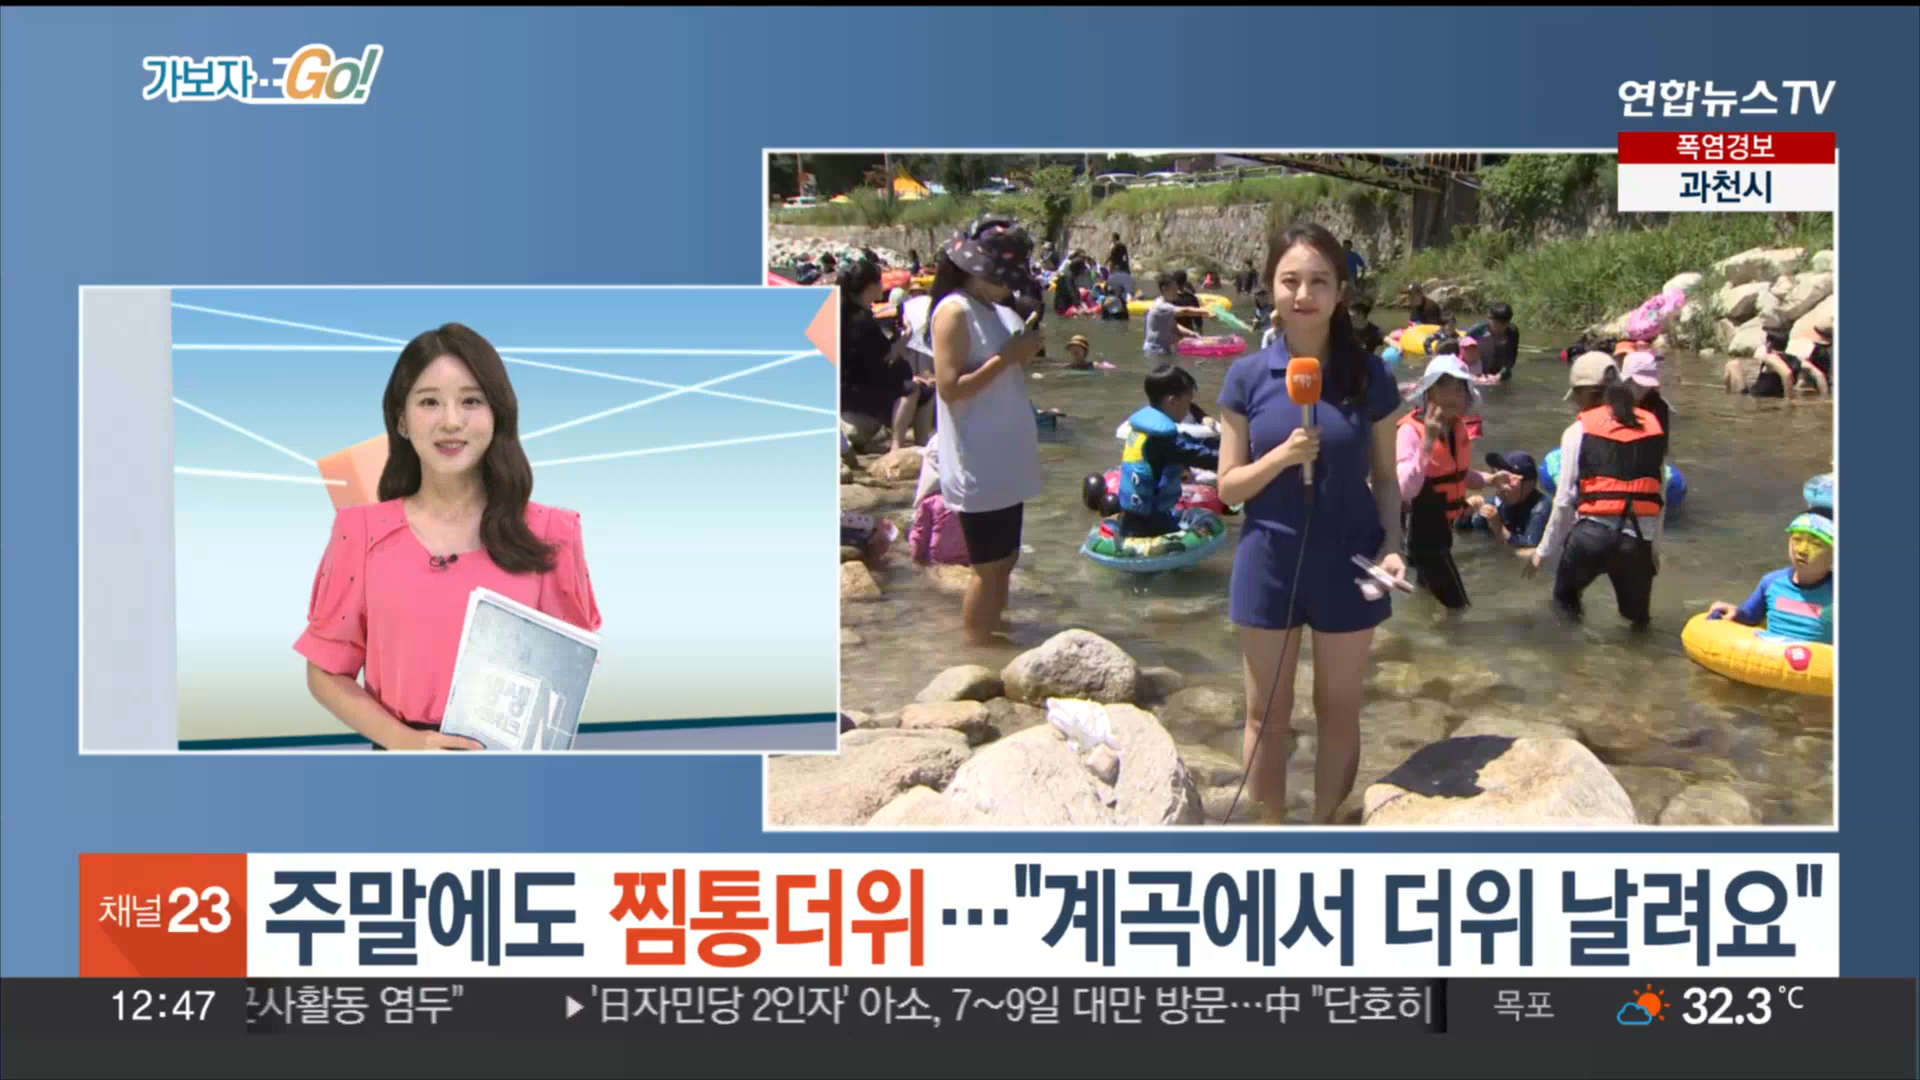 가보자...Go!
연합뉴스TV
폭염경보
과천시
채널23
주말에도 찜통더위…"계곡에서 더위 날려요"
12:47
군사활동 염두" ▶'日자민당 2인자' 아소, 7∼9일 대만 방문…中 "단호히
목포
32.3℃